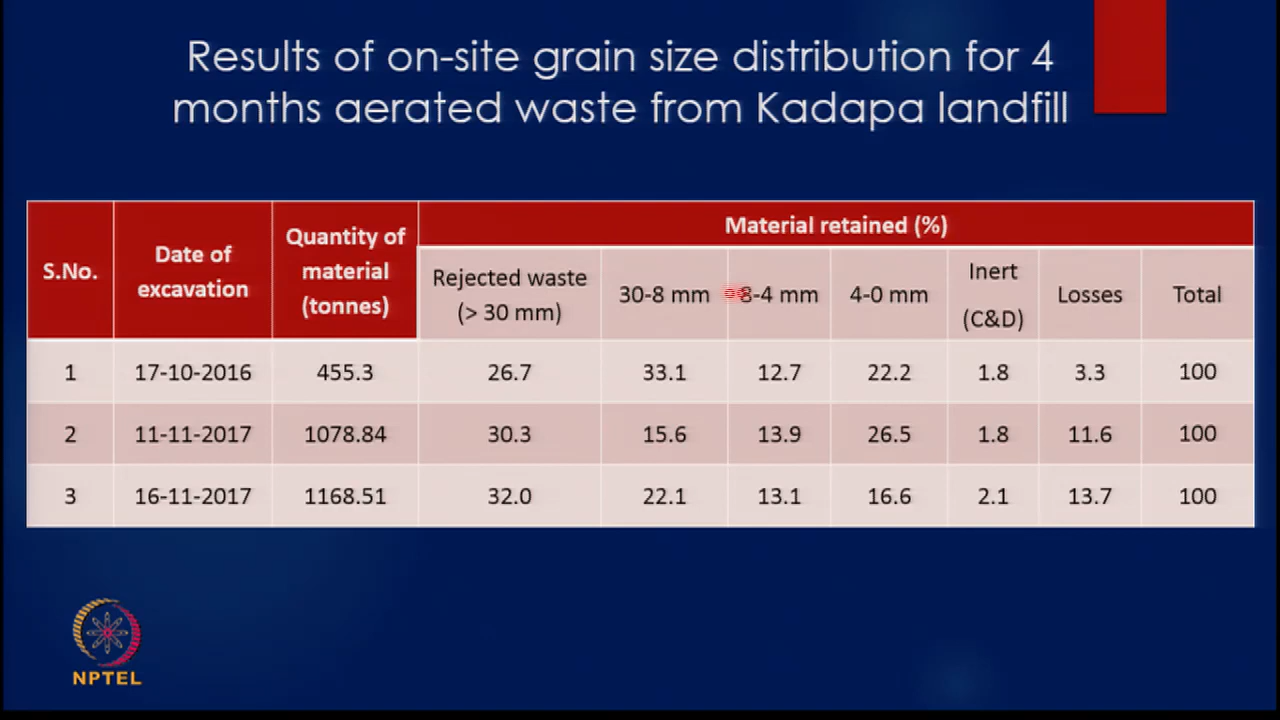 Results of on-site grain size distribution for 4
months aerated waste from Kadapa landfill
S.No. Date of excavation Quantity of material (tonnes) Material retained (%)
Rejected waste (> 30 mm) 30-8 mm 8-4 mm 4-0 mm Inert (C&D) Losses Total
1 17-10-2016 455.3 26.7 33.1 12.7 22.2 1.8 3.3 100
2 11-11-2017 1078.84 30.3 15.6 13.9 26.5 1.8 11.6 100
3 16-11-2017 1168.51 32.0 22.1 13.1 16.6 2.1 13.7 100
NPTEL